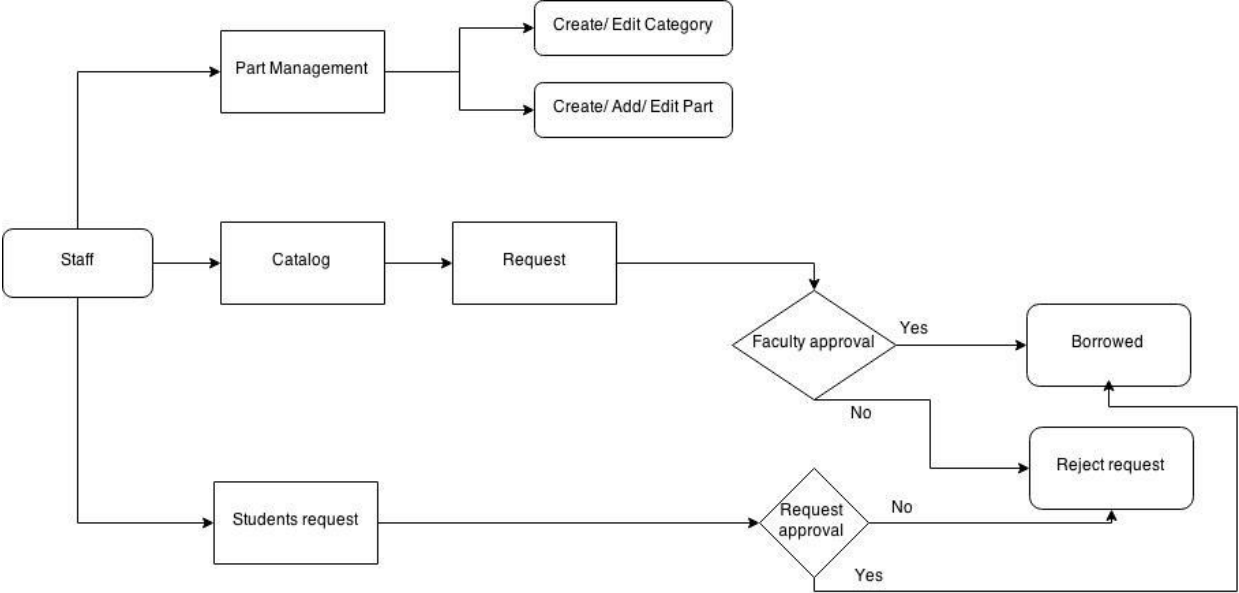 Create/ Edit Category
Part Management
Create/ Add/ Edit Part
Staff
Catalog
Request
Faculty approval
Yes
Borrowed
No
Reject request
Students request
Request
approval
No
Yes